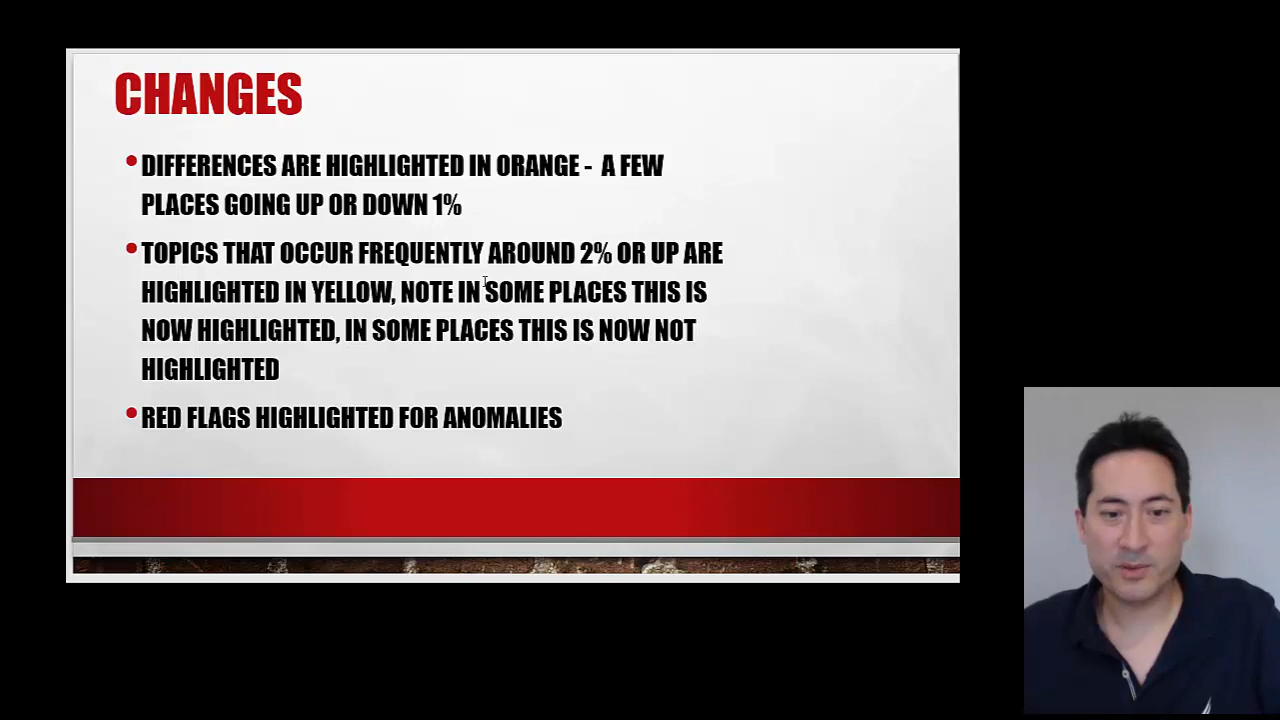 CHANGES
• DIFFERENCES ARE HIGHLIGHTED IN ORANGE - A FEW
PLACES GOING UP OR DOWN 1%
• TOPICS THAT OCCUR FREQUENTLY AROUND 2% OR UP ARE
HIGHLIGHTED IN YELLOW, NOTE IN SOME PLACES THIS IS
NOW HIGHLIGHTED, IN SOME PLACES THIS IS NOW NOT
HIGHLIGHTED
• RED FLAGS HIGHLIGHTED FOR ANOMALIES